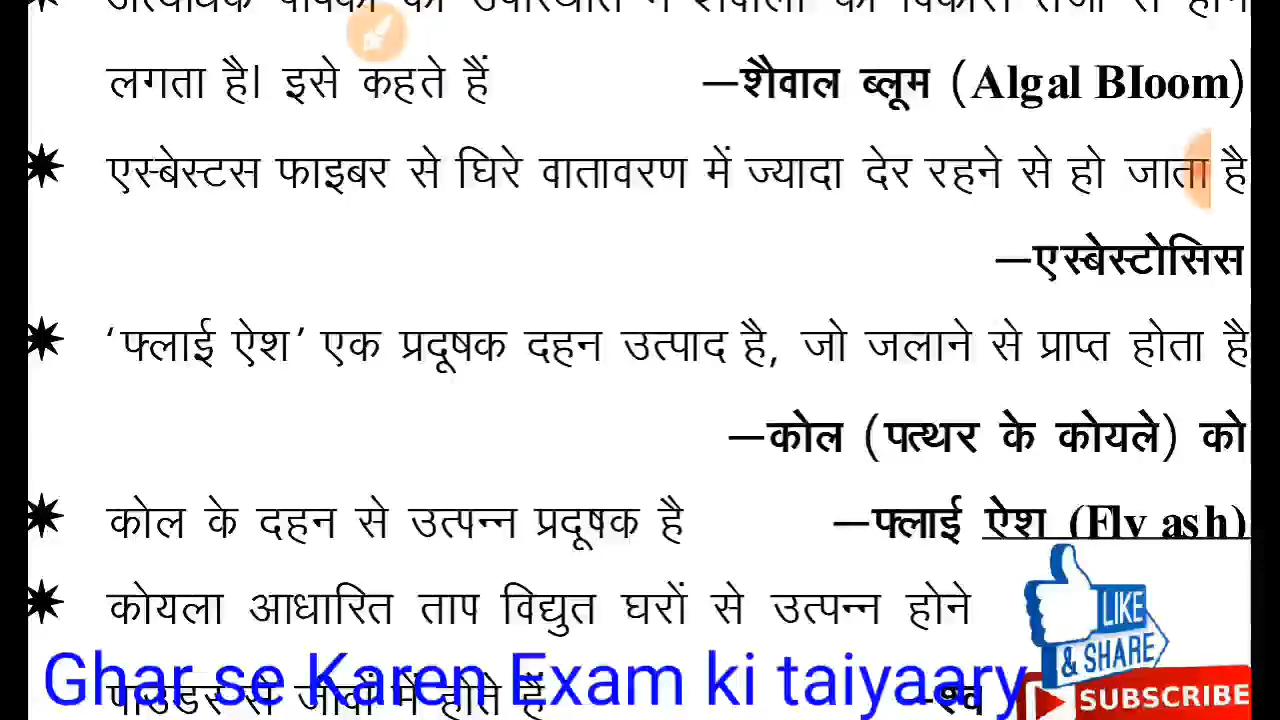 लगता है। इसे कहते हैं —शैवाल ब्लूम (Algal BIoom)
एस्बेस्टस फाइबर से घिरे वातावरण में ज्यादा देर रहने से हो जाता है
—एस्बेस्टोसिस
‘फ्लाई ऐश’ एक प्रदूषक दहन उत्पाद है, जो जलाने से प्राप्त होता है
—कोल (पत्थर के कोयले) को
कोल के दहन से उत्पन्न प्रदूषक है —फ्लाई ऐश (Fly ash)
कोयला आधारित ताप विद्युत घरों से उत्पन्न होने
LIKE
& SHARE
Ghar se Karen Exam ki taiyaary
SUBSCRIBE